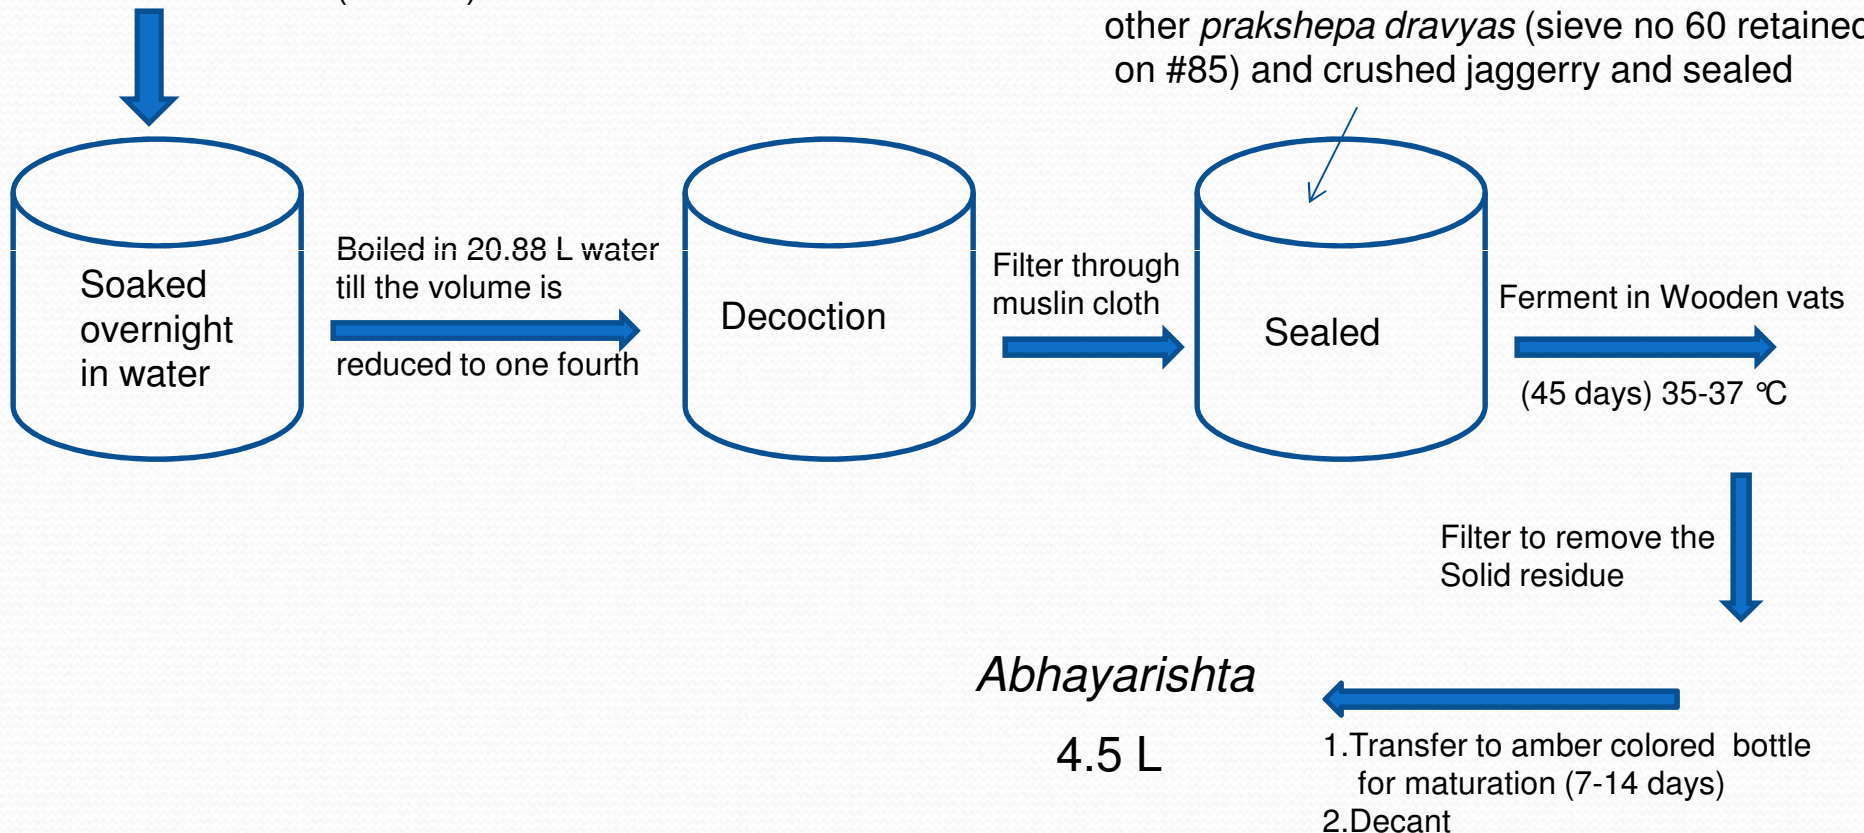 other prakshepa dravyas (sieve no 60 retained
on #85) and crushed jaggerry and sealed
Soaked
overnight
in water
Boiled in 20.88 L water
till the volume is
reduced to one fourth
Decoction
Filter through
muslin cloth
Sealed
Ferment in Wooden vats
(45 days) 35-37 °C
Filter to remove the
Solid residue
1.Transfer to amber colored bottle
for maturation (7-14 days)
2.Decant
Abhayarishta
4.5 L